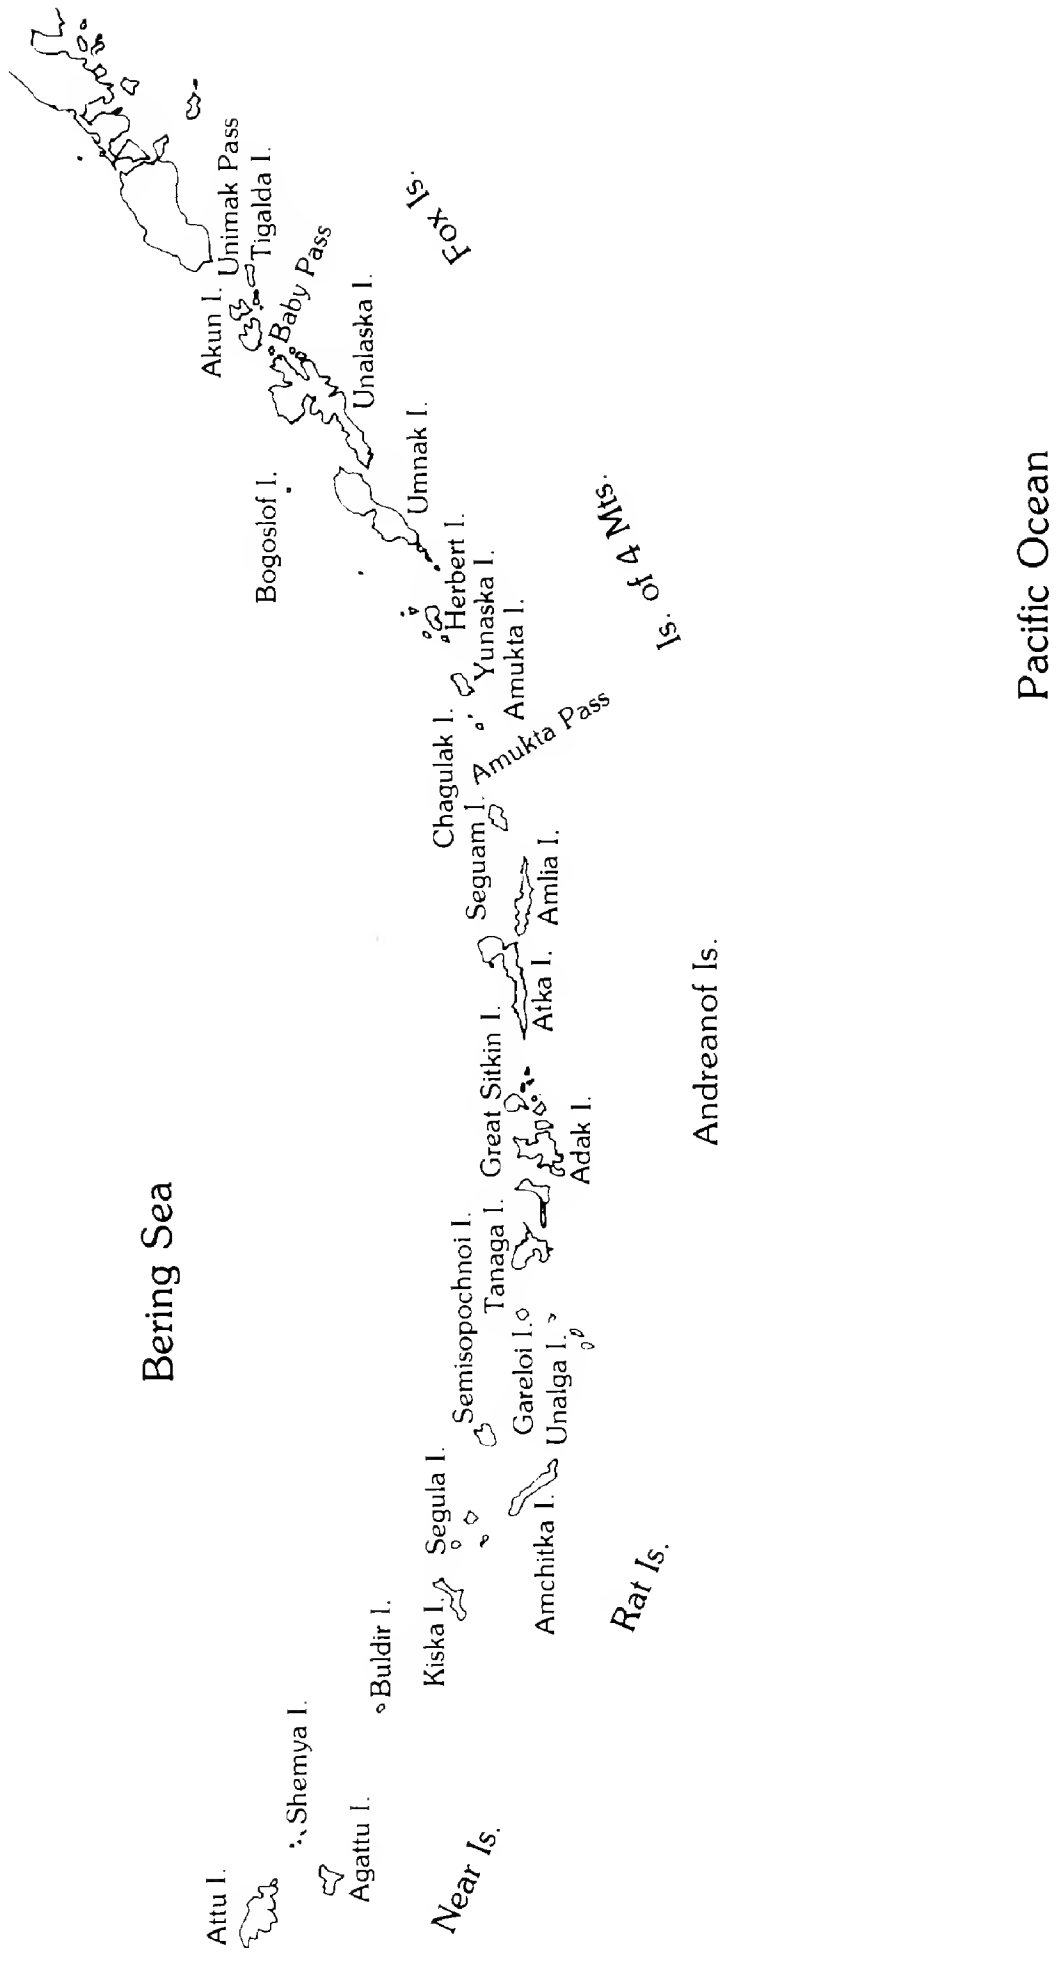 Bering Sea
Attu I.
Shemya I.
Agattu I.
Near Is.
Buldir I.
Kiska I.
Segula I.
Amchitka I.
Rat Is.
Semisopochnoi I.
Gareloi I.
Unalga I.
Tanaga I.
Great Sitkin I.
Adak I.
Atka I.
Andreanof Is.
Amlia I.
Seguam I.
Chagulak I.
Amukta Pass
Amukta I.
Yunaska I.
Herbert I.
Is. of 4 Mts.
Bogoslof I.
Umnak I.
Unalaska I.
Akun I.
Baby Pass
Unimak Pass
Tigalda I.
Fox Is.
Pacific Ocean